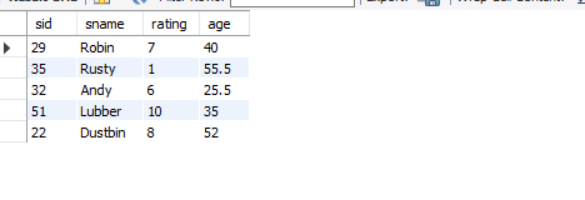 sid sname rating age
29 Robin 7 40
35 Rusty 1 55.5
32 Andy 6 25.5
51 Lubber 10 35
22 Dustbin 8 52